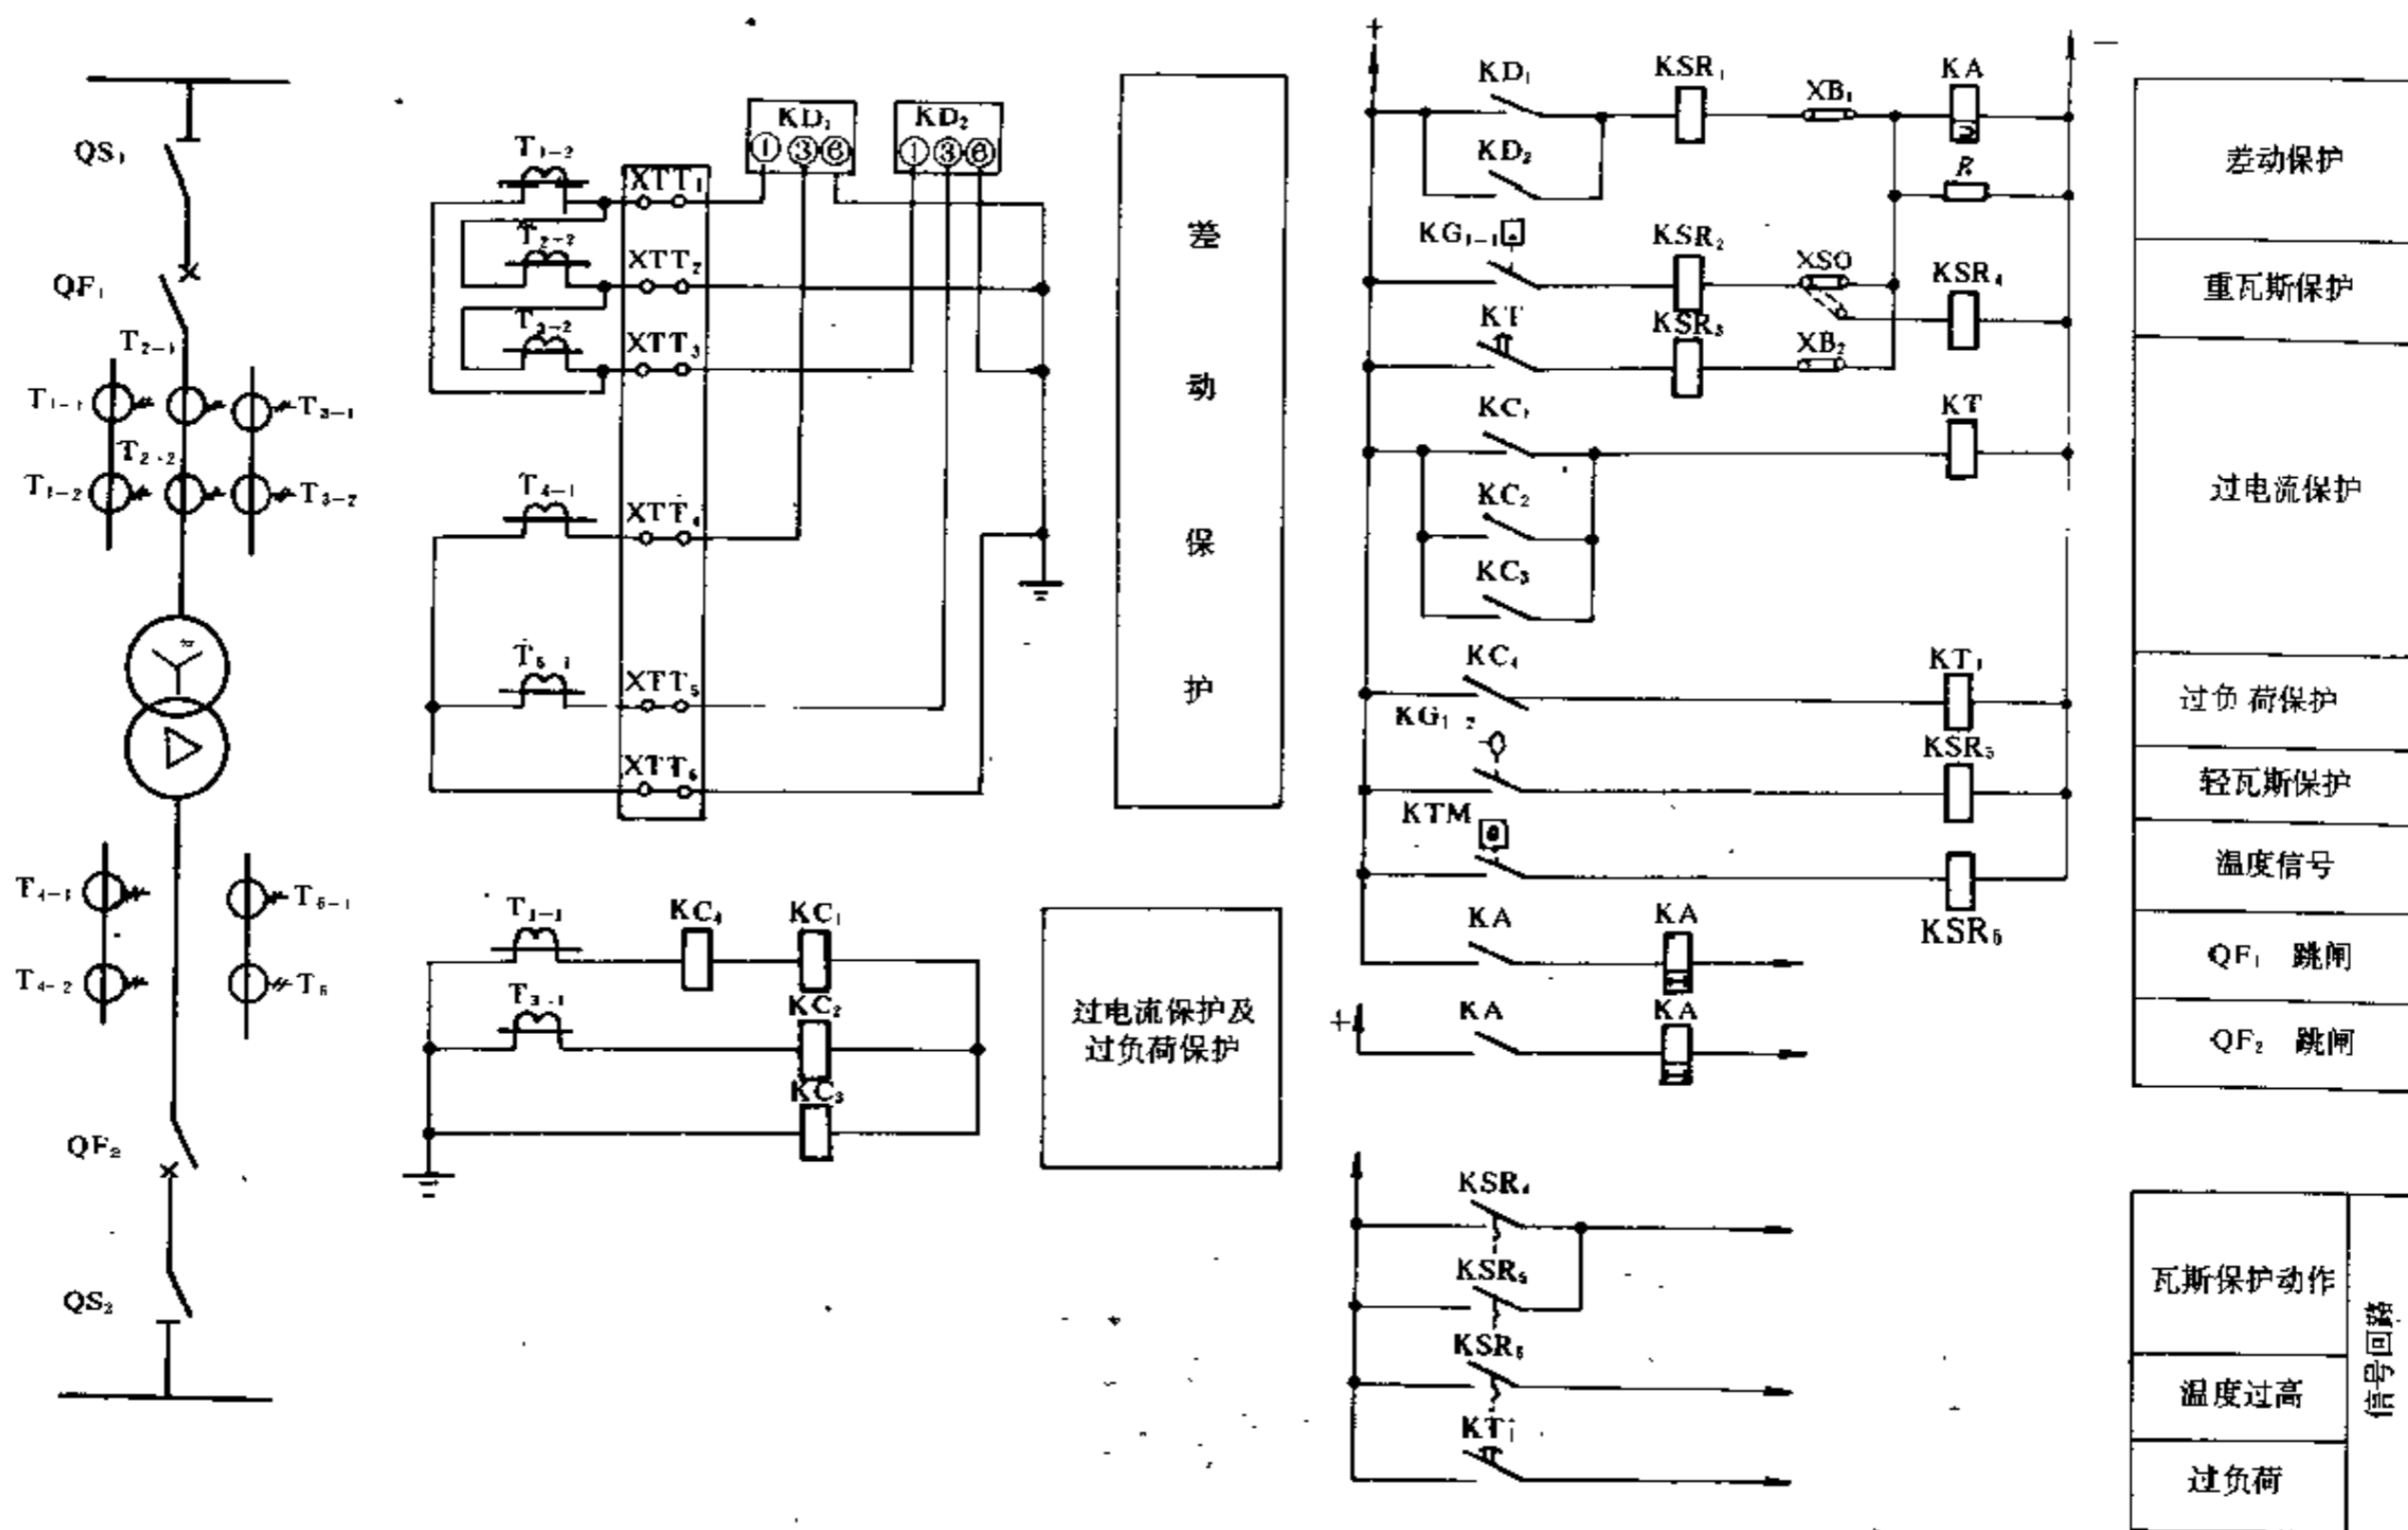 QS₁
QF₁
T₂₋₁
T₁₋₁
T₃₋₁
T₂₋₂
T₁₋₂
T₃₋₂
T₄₋₁
T₅₋₁
T₄₋₂
T₅
QF₂
QS₂
KD₁
①③⑥
KD₂
①③⑥
T₁₋₂
XTT₁
T₂₋₂
XTT₂
T₃₋₂
XTT₃
T₄₋₁
XTT₄
T₅₋₁
XTT₅
XTT₆
差动保护
T₁₋₁
KC₄
KC₁
T₃₋₁
KC₂
KC₃
过电流保护及
过负荷保护
+
—
KD₁
KSR₁
XB₁
KA
KD₂
R
KG₁₋₁
KSR₂
XSO
KSR₄
KT
KSR₃
XB₂
KC₁
KT
KC₂
KC₃
KC₄
KT₁
KG₁₋₂
KSR₅
KTM
KSR₆
KA
KA
+
KA
KA
差动保护
重瓦斯保护
过电流保护
过负荷保护
轻瓦斯保护
温度信号
QF₁ 跳闸
QF₂ 跳闸
KSR₄
KSR₅
KSR₆
KT₁
瓦斯保护动作
温度过高
过负荷
信号回路